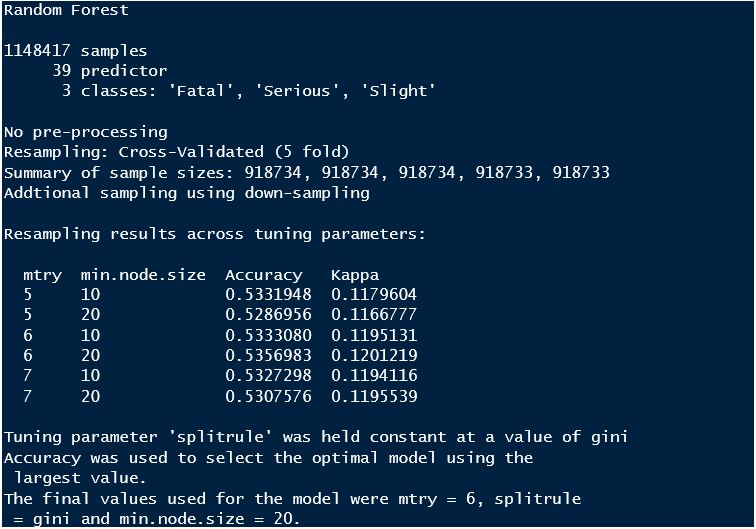 Random Forest
1148417 samples
39 predictor
3 classes: 'Fatal', 'Serious', 'Slight'
No pre-processing
Resampling: Cross-Validated (5 fold)
Summary of sample sizes: 918734, 918734, 918734, 918733, 918733
Addtional sampling using down-sampling
Resampling results across tuning parameters:
mtry min.node.size Accuracy Kappa
5 10 0.5331948 0.1179604
5 20 0.5286956 0.1166777
6 10 0.5333080 0.1195131
6 20 0.5356983 0.1201219
7 10 0.5327298 0.1194116
7 20 0.5307576 0.1195539
Tuning parameter 'splitrule' was held constant at a value of gini
Accuracy was used to select the optimal model using the
largest value.
The final values used for the model were mtry = 6, splitrule
= gini and min.node.size = 20.